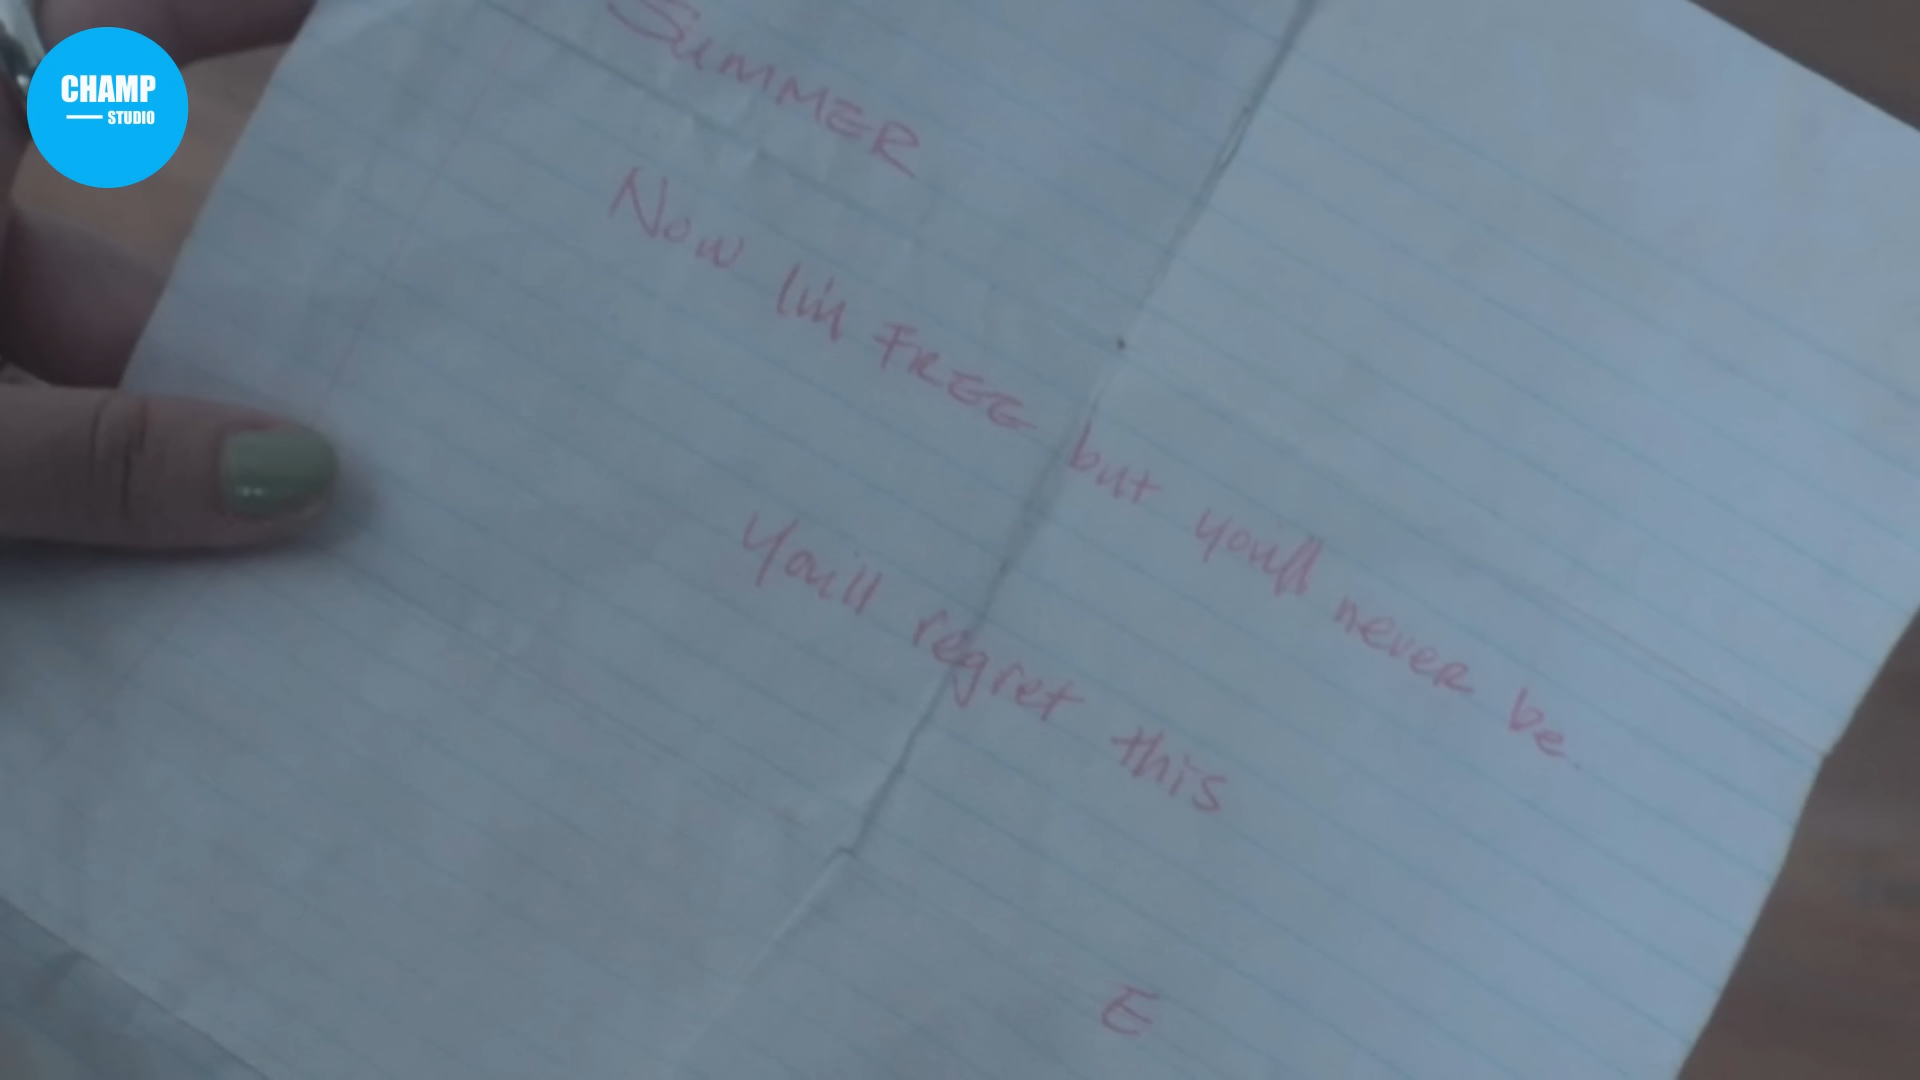 CHAMP
STUDIO
SUMMER
Now I'm FREE but you'll never be.
You'll regret this
E